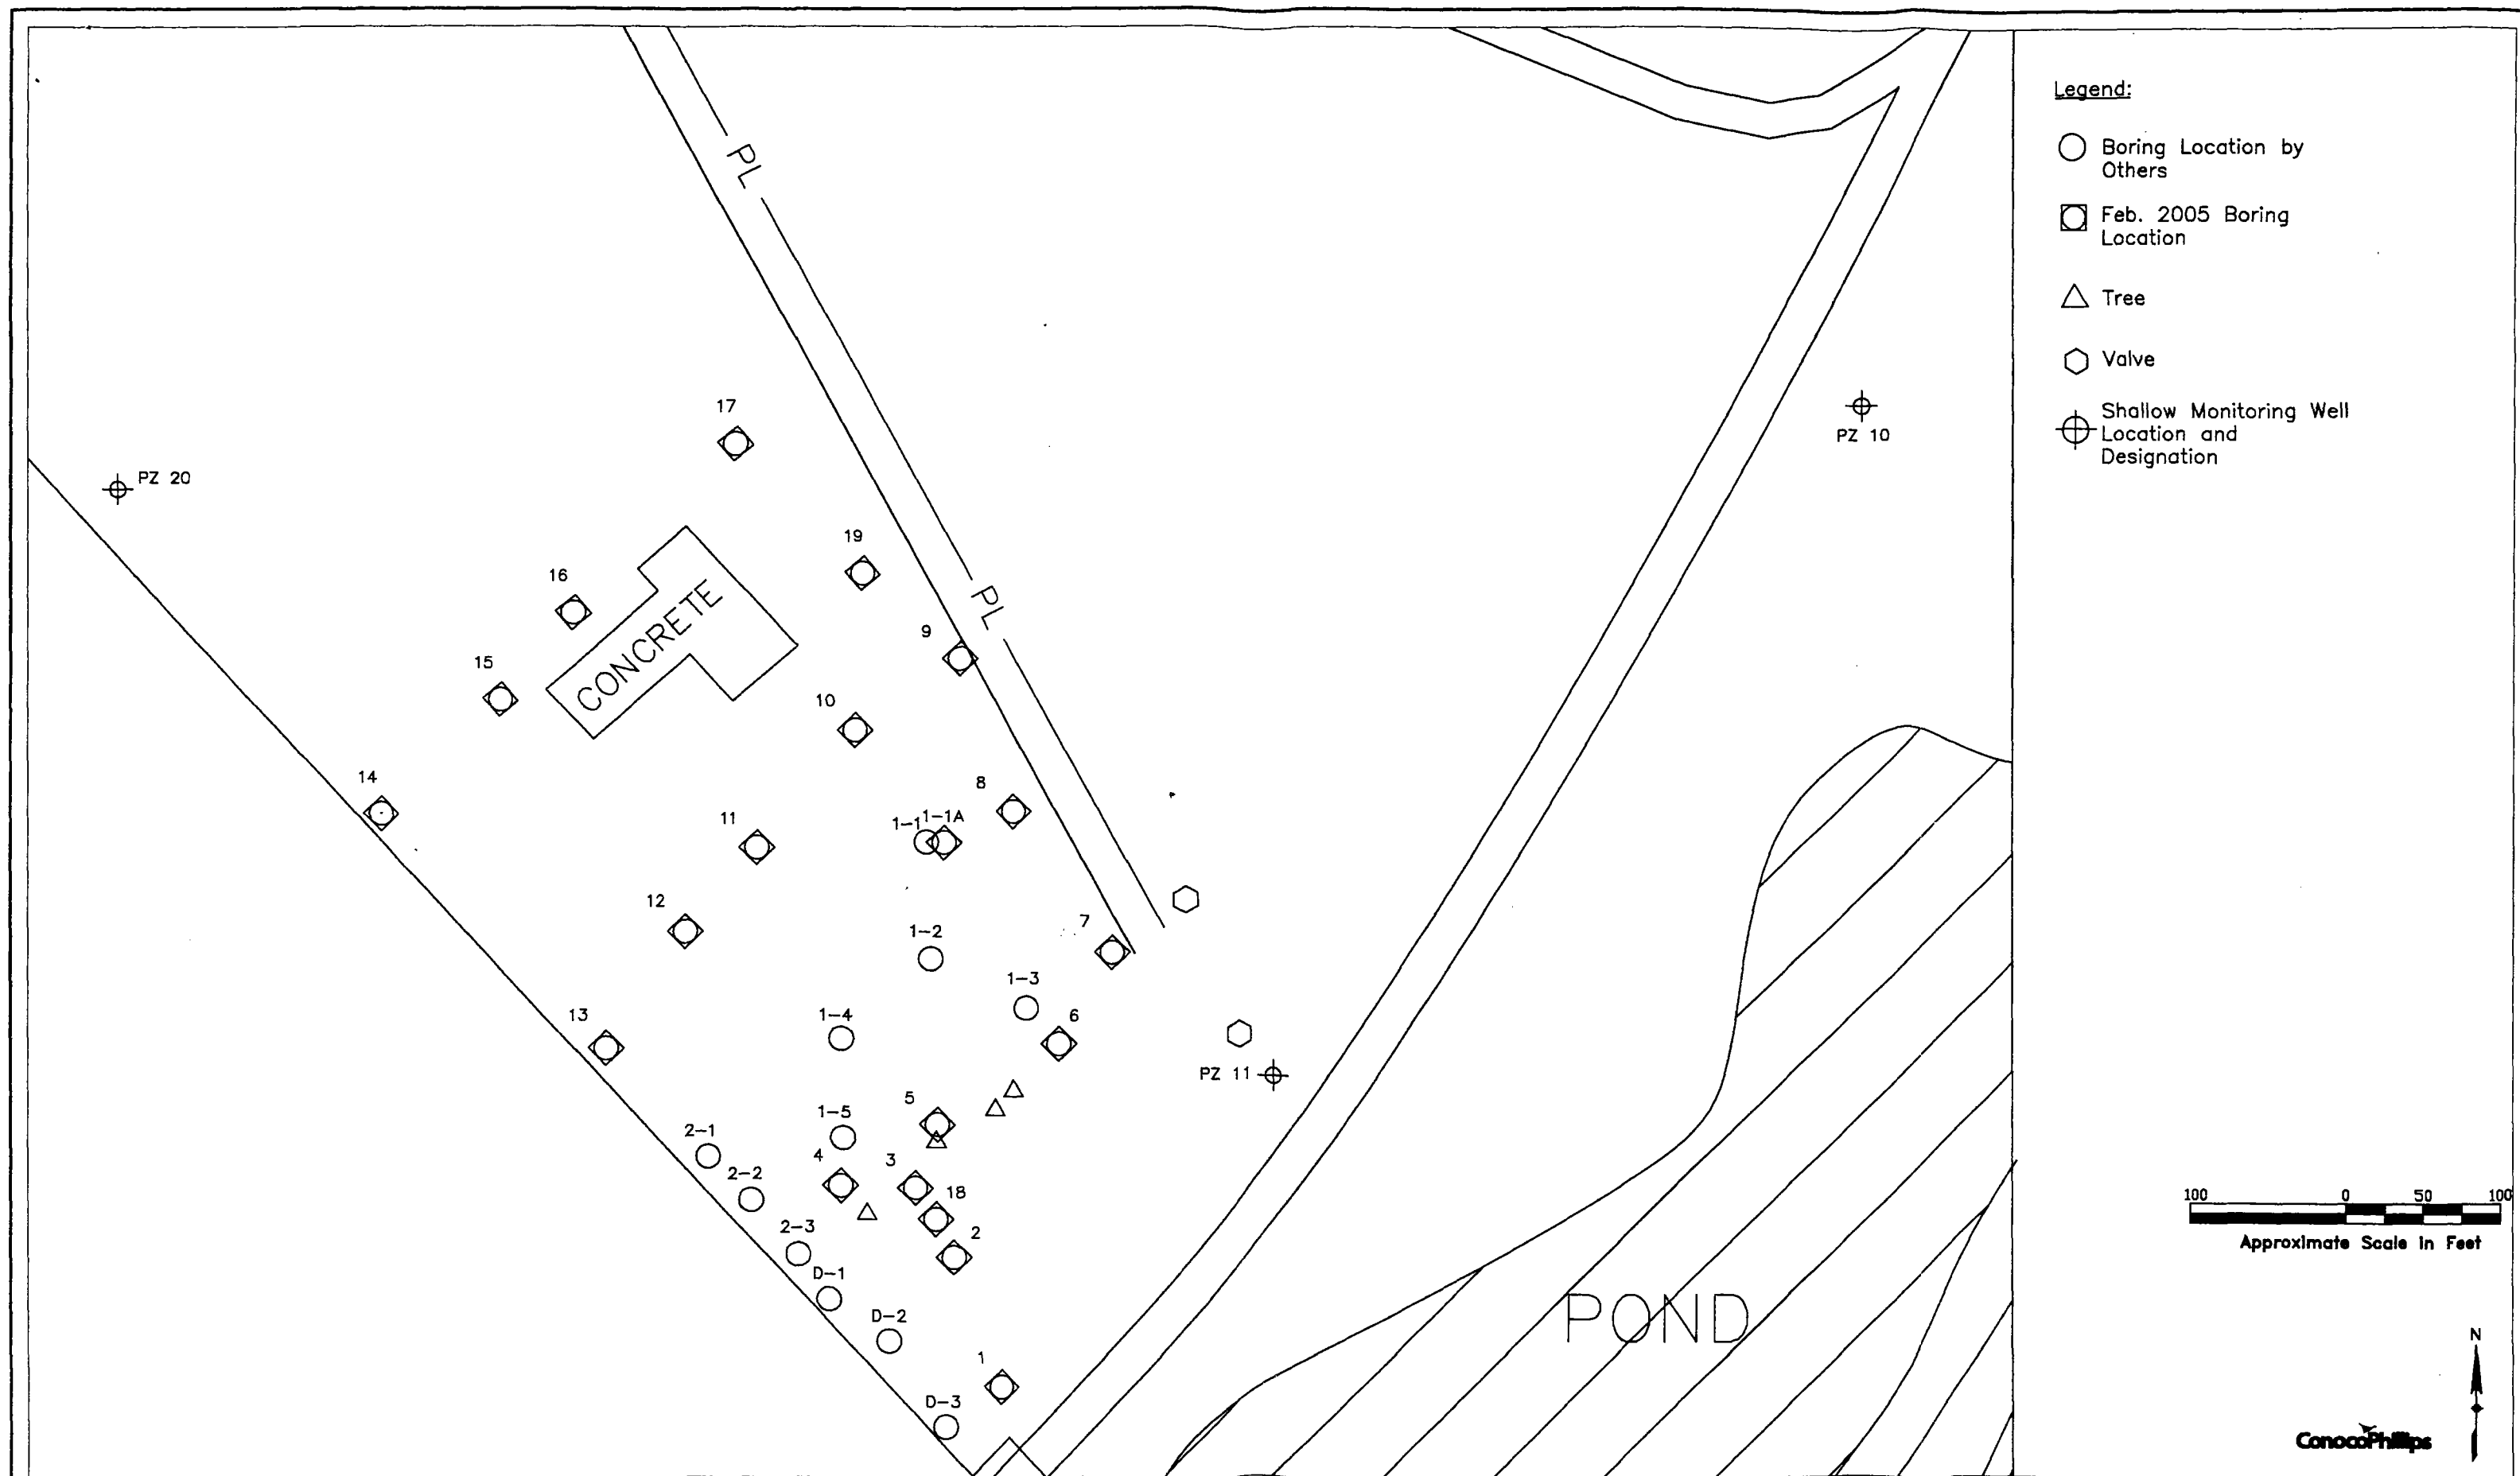 Legend:
Boring Location by
Others
Feb. 2005 Boring
Location
Tree
Valve
Shallow Monitoring Well
Location and
Designation
PL
PZ 10
17
PZ 20
19
16
CONCRETE
PL
9
15
10
14
8
11
1-1
1-1A
12
7
1-2
1-3
13
1-4
6
PZ 11
5
1-5
2-1
4
3
2-2
18
2-3
2
D-1
D-2
1
D-3
POND
100 0 50 100
Approximate Scale in Feet
N
ConocoPhillips